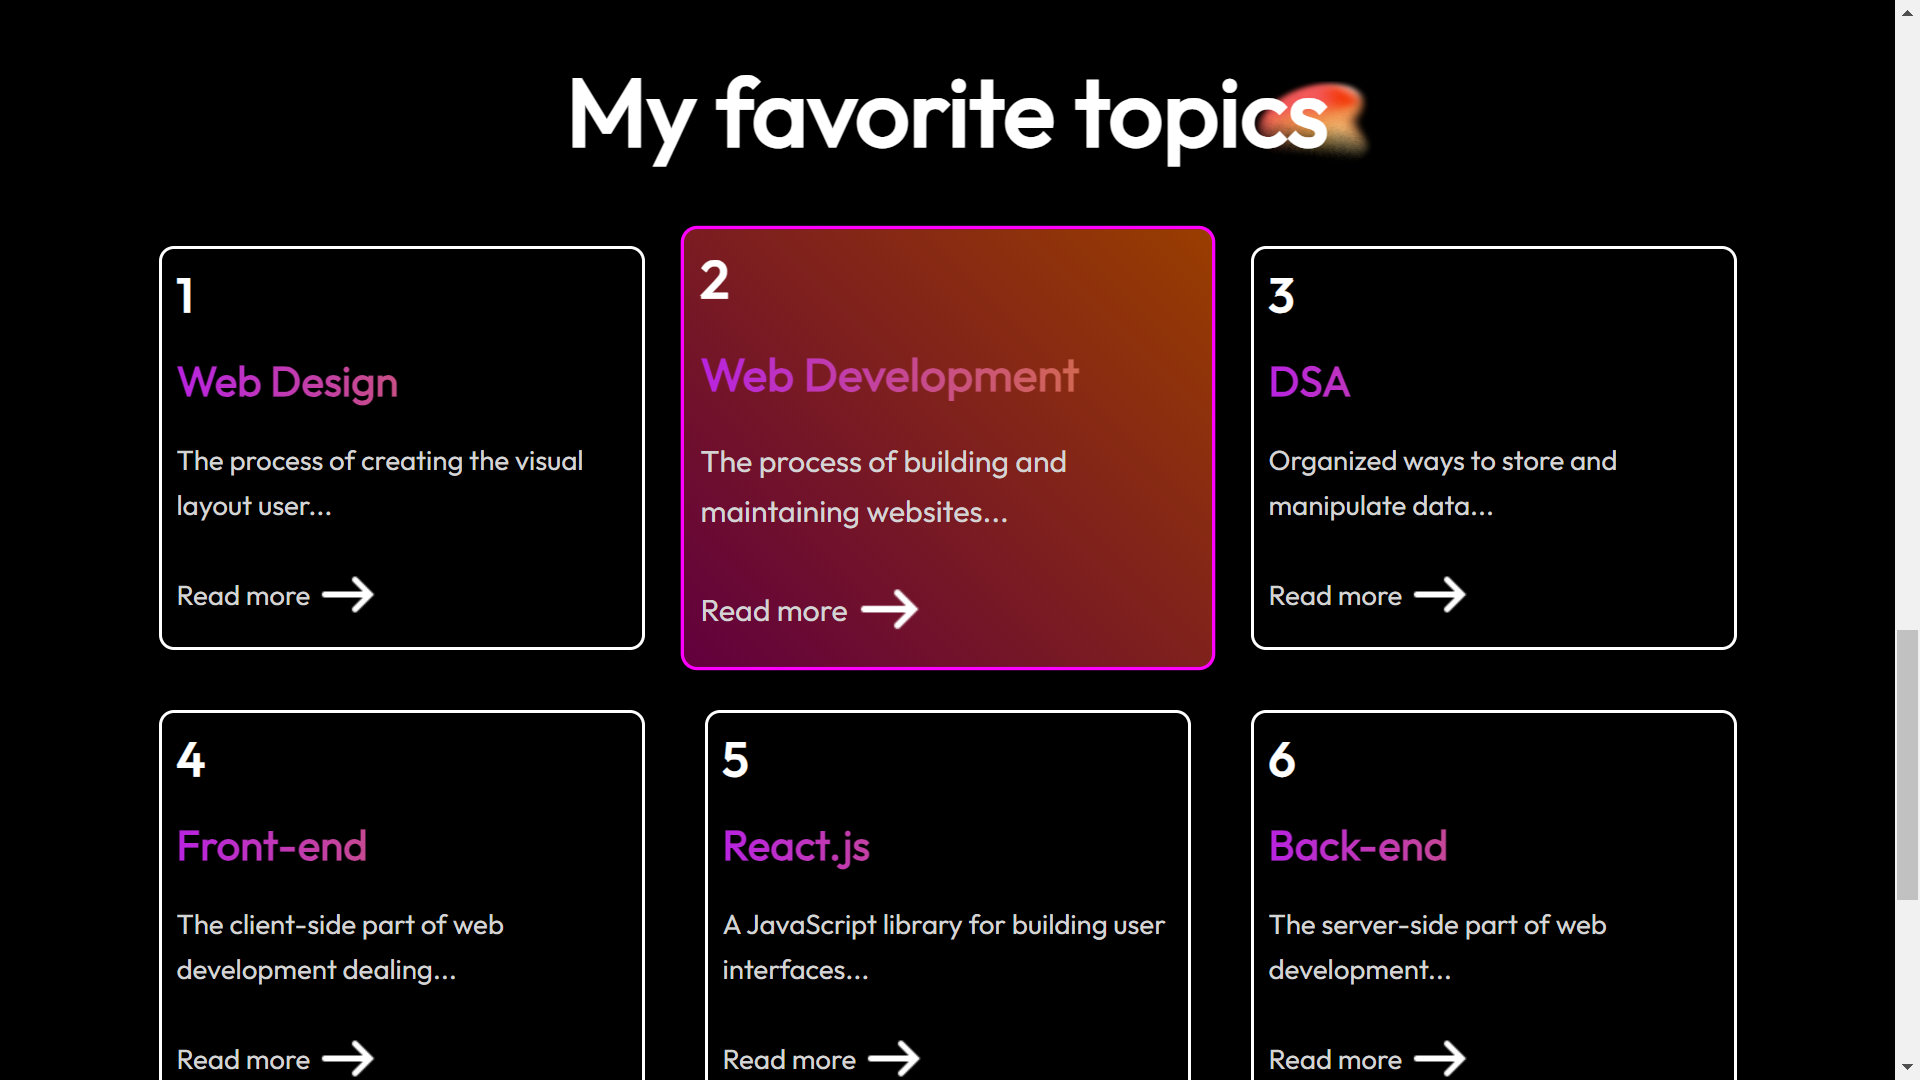 My favorite topics
1
Web Design
The process of creating the visual
layout user...
Read more
2
Web Development
The process of building and
maintaining websites...
Read more
3
DSA
Organized ways to store and
manipulate data...
Read more
4
Front-end
The client-side part of web
development dealing...
Read more
5
React.js
A JavaScript library for building user
interfaces...
Read more
6
Back-end
The server-side part of web
development...
Read more